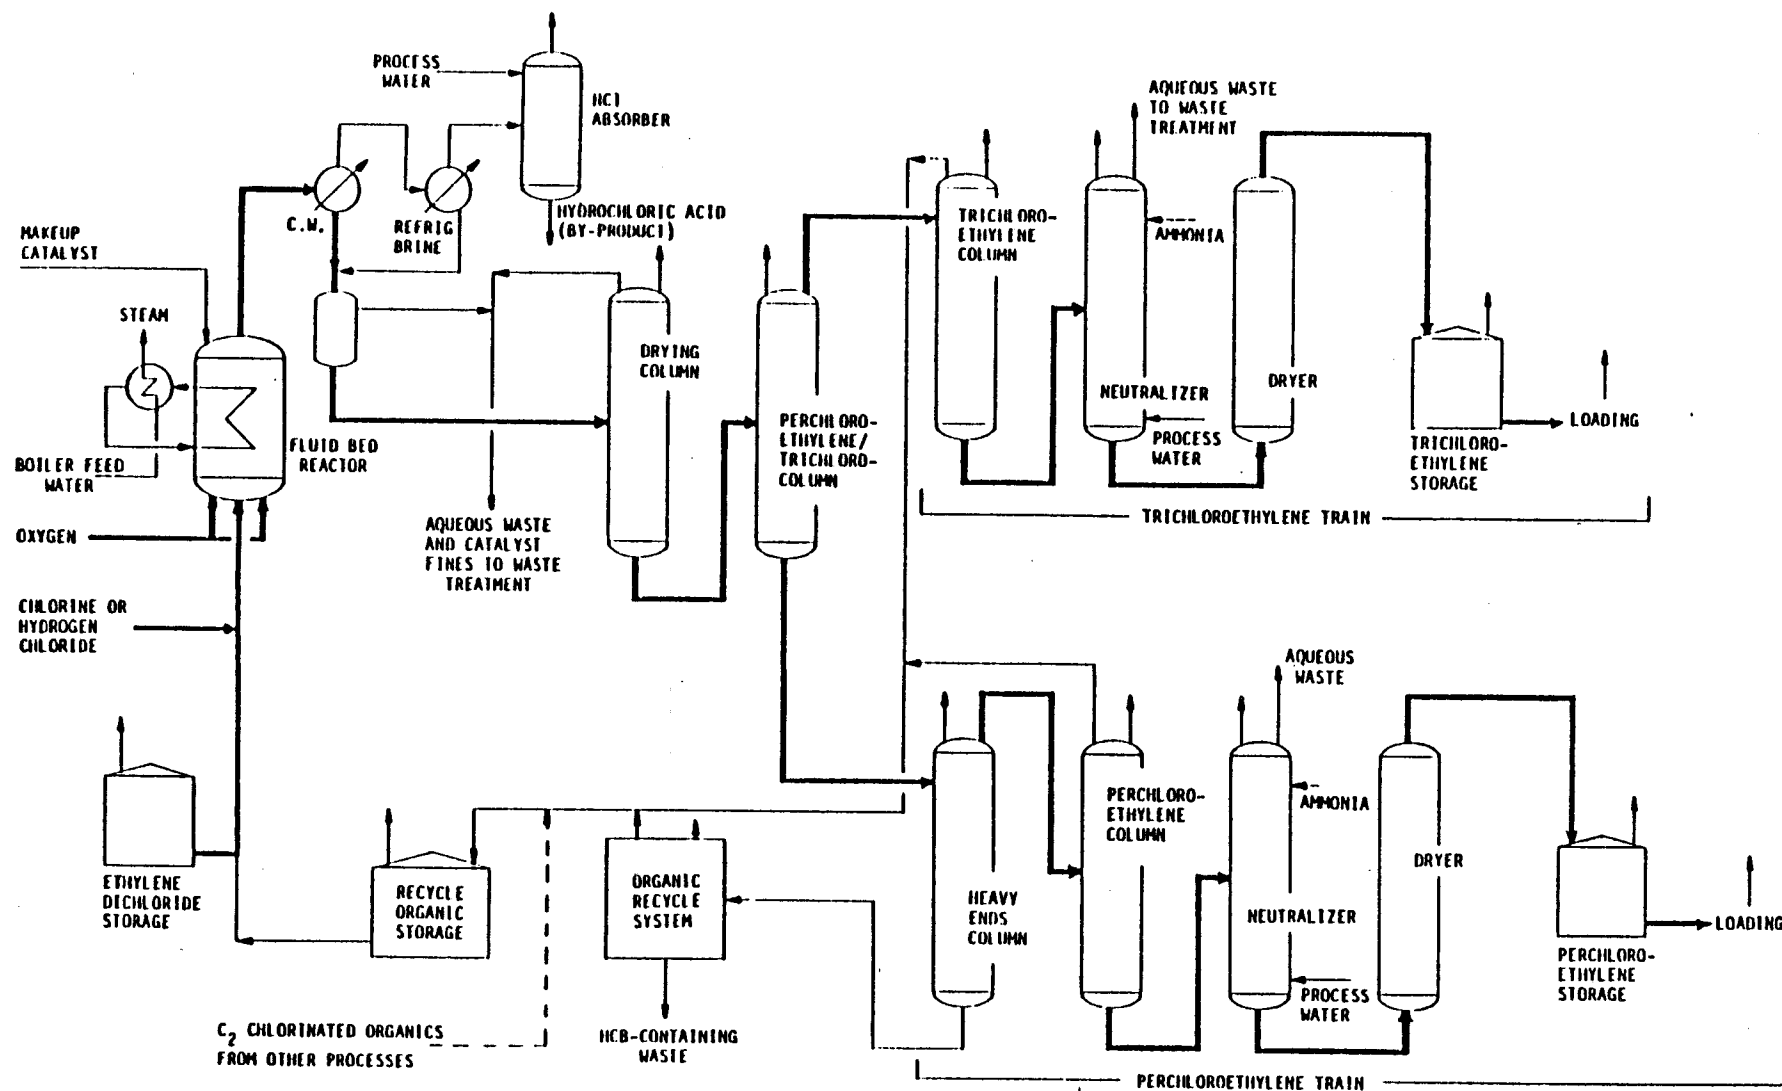 PROCESS
WATER
HCl
ABSORBER
HYDROCHLORIC ACID
(BY-PRODUCT)
C.W.
REFRIG
BRINE
MAKEUP
CATALYST
STEAM
BOILER FEED
WATER
FLUID BED
REACTOR
OXYGEN
CHLORINE OR
HYDROGEN
CHLORIDE
AQUEOUS WASTE
AND CATALYST
FINES TO WASTE
TREATMENT
DRYING
COLUMN
PERCHLORO-
ETHYLENE/
TRICHLORO-
COLUMN
TRICHLORO-
ETHYLENE
COLUMN
AQUEOUS WASTE
TO WASTE
TREATMENT
AMMONIA
NEUTRALIZER
PROCESS
WATER
DRYER
TRICHLORO-
ETHYLENE
STORAGE
LOADING
TRICHLOROETHYLENE TRAIN
ETHYLENE
DICHLORIDE
STORAGE
RECYCLE
ORGANIC
STORAGE
ORGANIC
RECYCLE
SYSTEM
C2 CHLORINATED ORGANICS
FROM OTHER PROCESSES
HCB-CONTAINING
WASTE
HEAVY
ENDS
COLUMN
PERCHLORO-
ETHYLENE
COLUMN
AQUEOUS
WASTE
AMMONIA
NEUTRALIZER
PROCESS
WATER
DRYER
PERCHLORO-
ETHYLENE
STORAGE
LOADING
PERCHLOROETHYLENE TRAIN